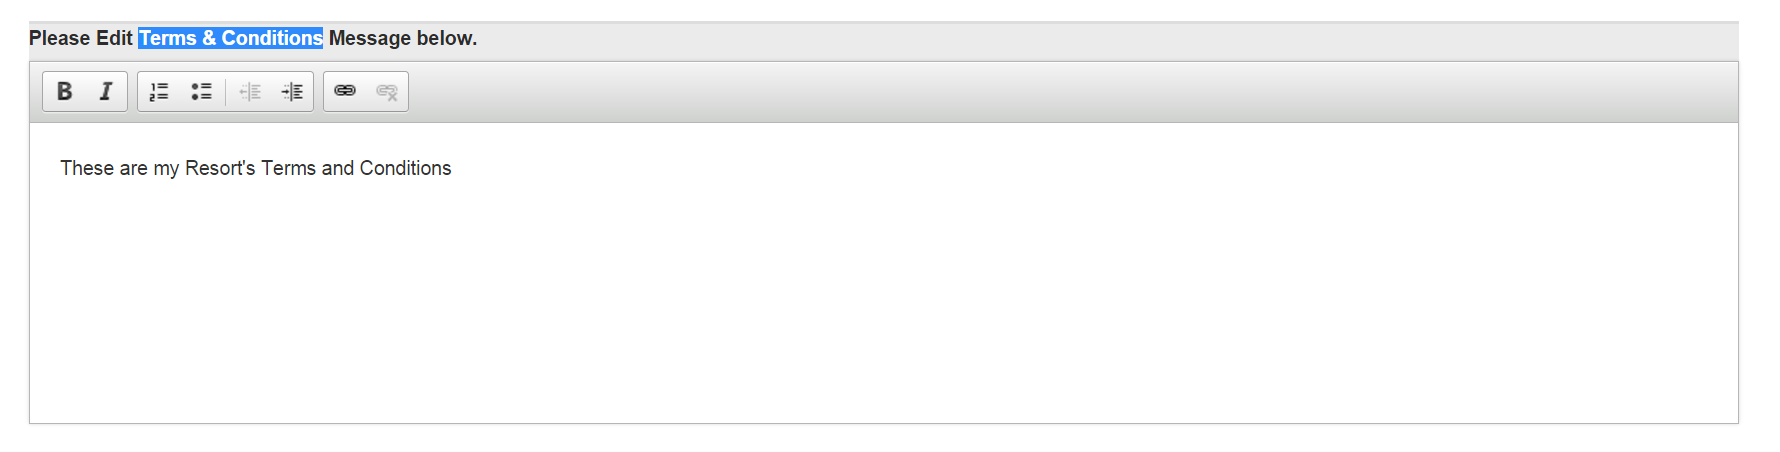 Please Edit Terms & Conditions Message below.
B I
These are my Resort's Terms and Conditions